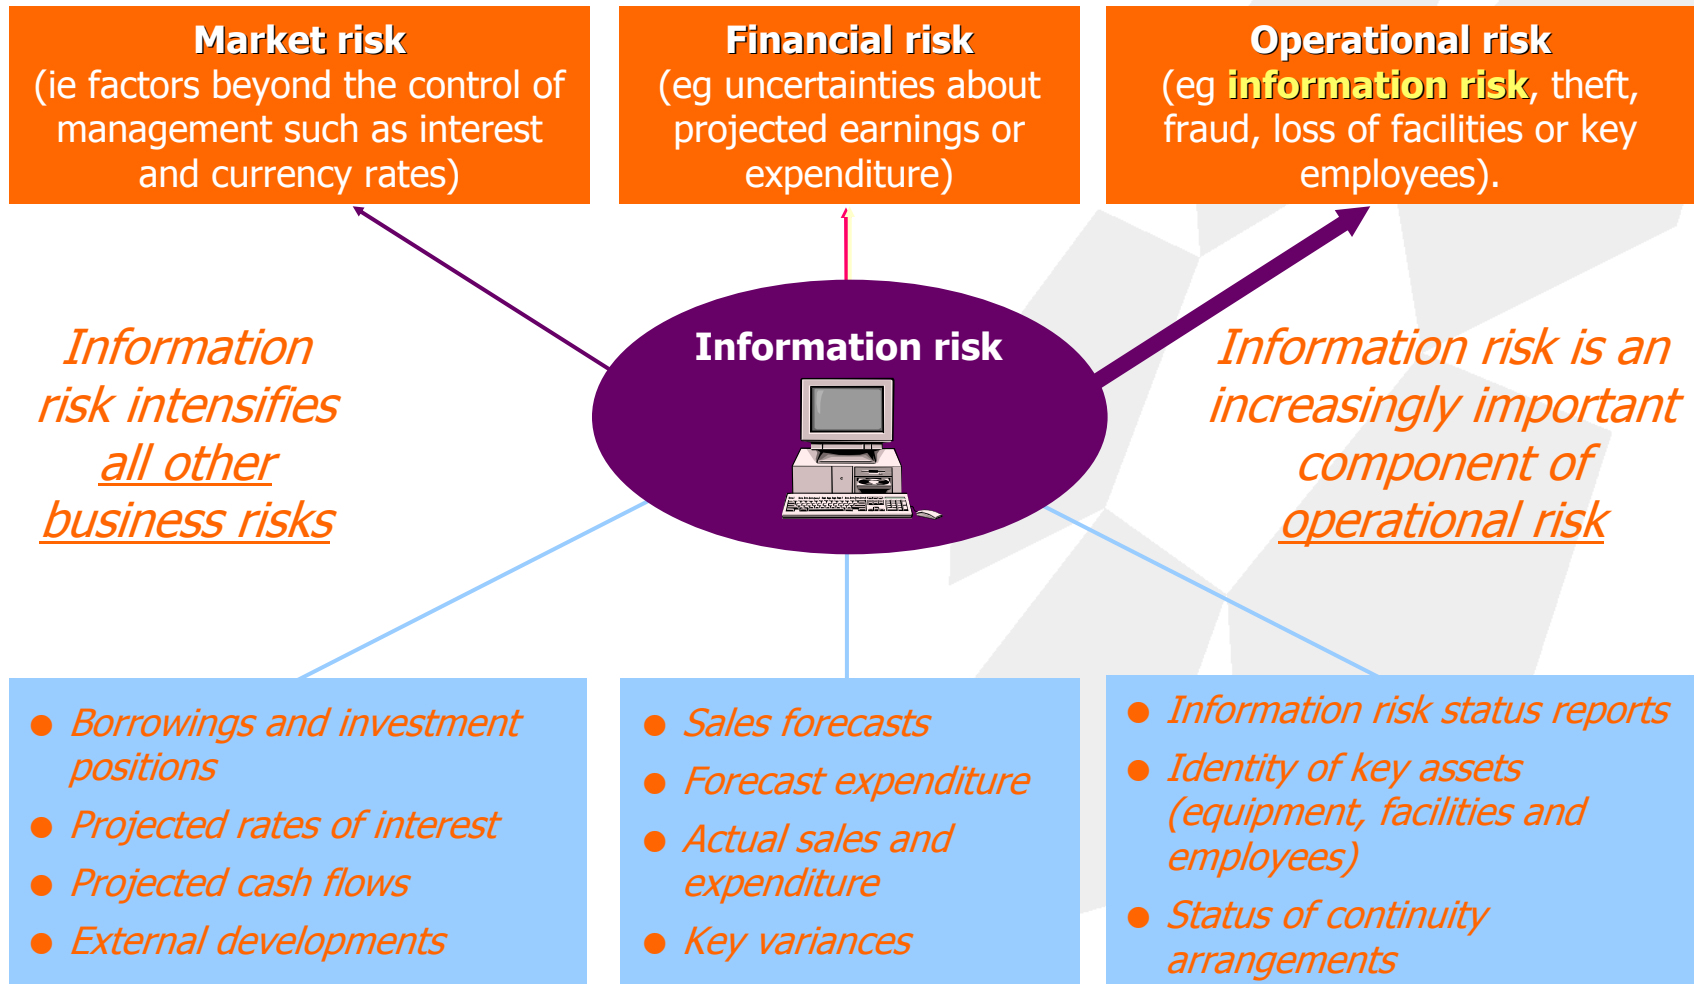 Market risk
(ie factors beyond the control of
management such as interest
and currency rates)
Financial risk
(eg uncertainties about
projected earnings or
expenditure)
Operational risk
(eg information risk, theft,
fraud, loss of facilities or key
employees).
Information risk
Information
risk intensifies
all other
business risks
Information risk is an
increasingly important
component of
operational risk
● Borrowings and investment
positions
● Projected rates of interest
● Projected cash flows
● External developments
● Sales forecasts
● Forecast expenditure
● Actual sales and
expenditure
● Key variances
● Information risk status reports
● Identity of key assets
(equipment, facilities and
employees)
● Status of continuity
arrangements